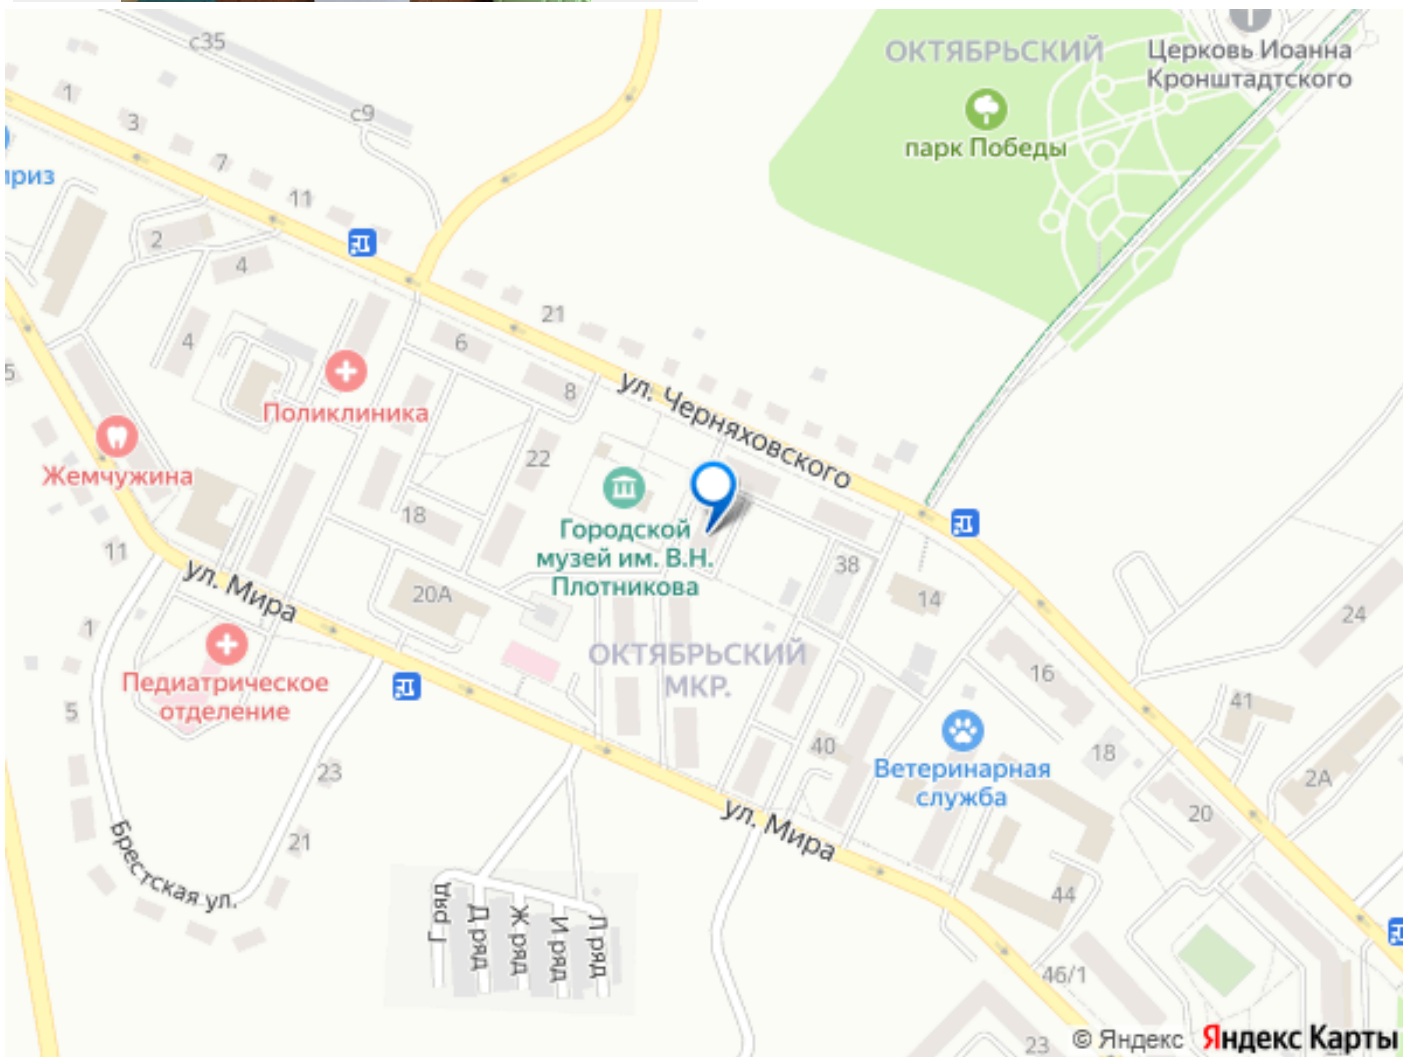 с35
ОКТЯБРЬСКИЙ
Церковь Иоанна
Кронштадтского
1
с9
3
парк Победы
7
приз
11
2
4
21
4
6
5
8
Поликлиника
ул. Черняховского
22
Жемчужина
18
Городской
музей им. В.Н.
Плотникова
11
38
ул. Мира
20А
14
24
1
ОКТЯБРЬСКИЙ
МКР.
16
Педиатрическое
отделение
5
41
40
18
Ветеринарная
служба
23
2А
20
ул. Мира
21
Брестская ул.
44
Г ряд
Д ряд
Ж ряд
И ряд
Л ряд
46/1
23
© Яндекс Яндекс Карты